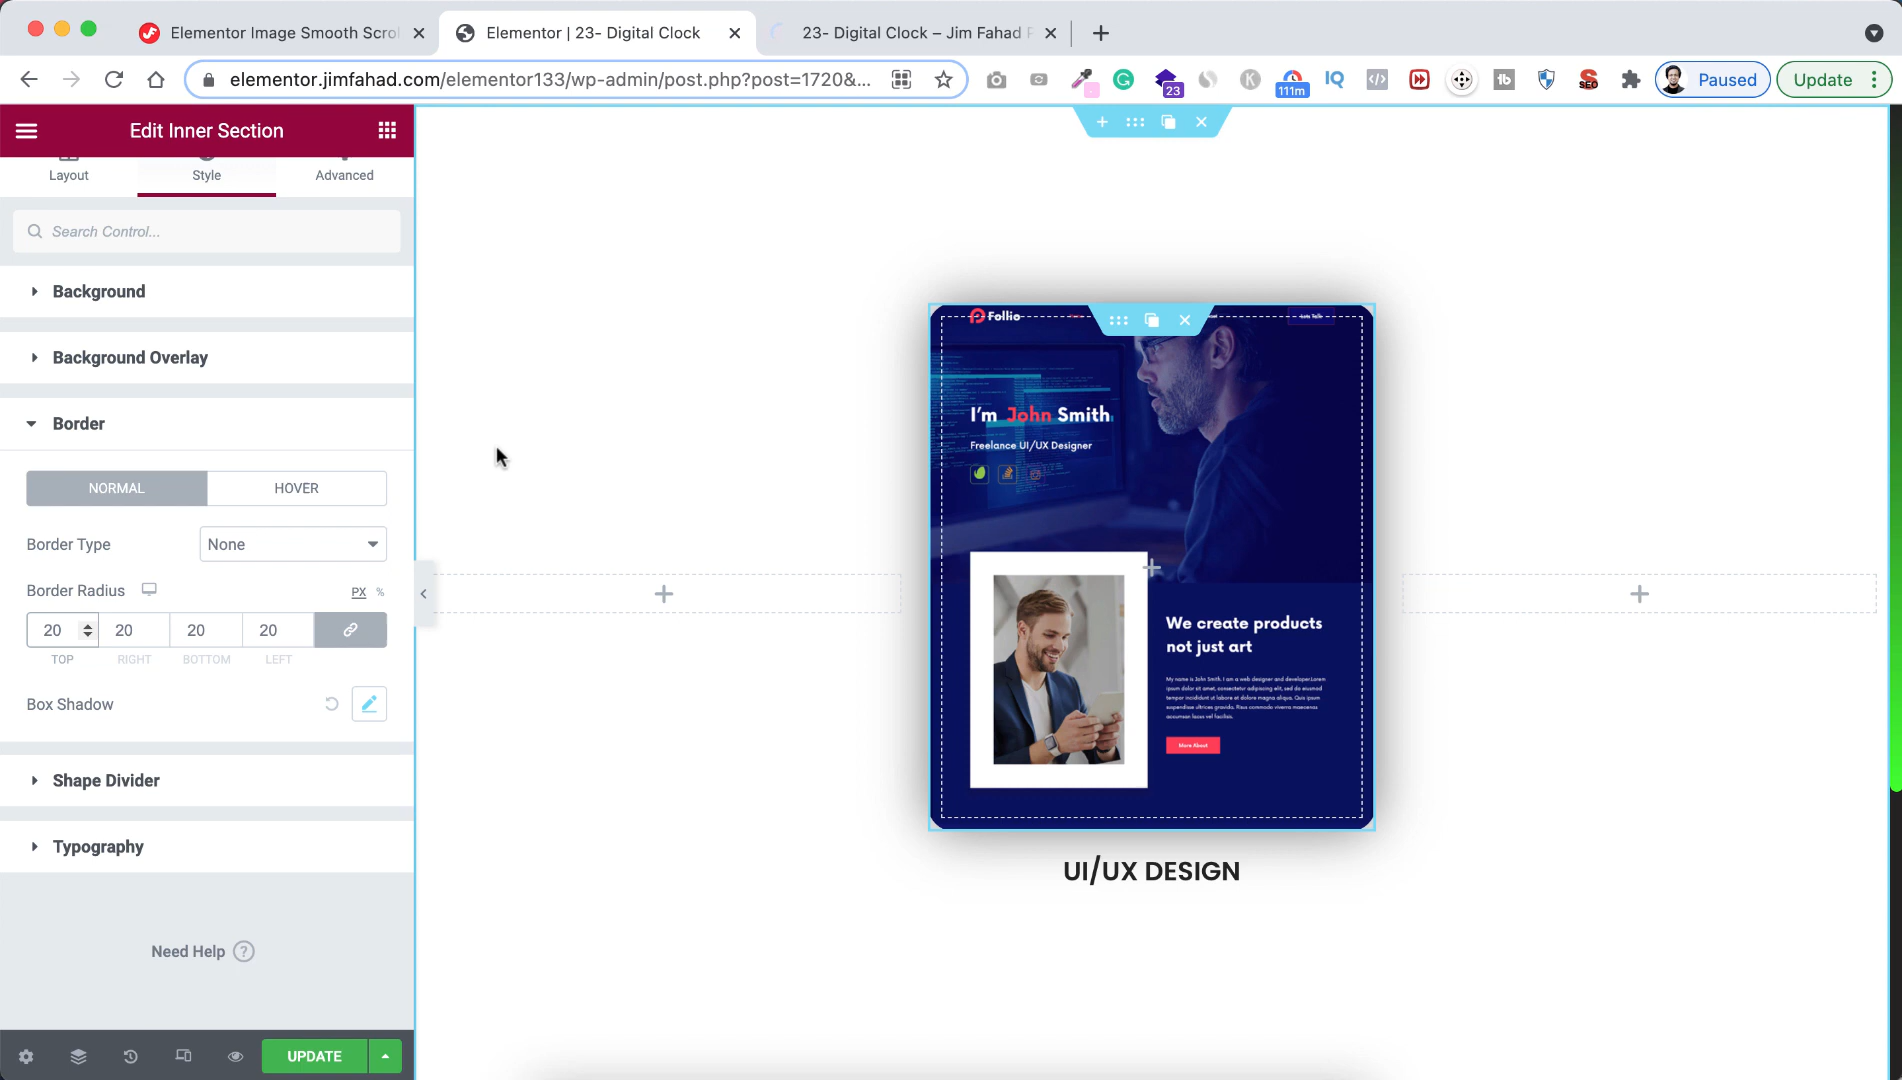 Elementor Image Smooth Scrol
Elementor | 23- Digital Clock
23- Digital Clock – Jim Fahad P
elementor.jimfahad.com/elementor133/wp-admin/post.php?post=1720&...
23
111m
IQ
SEO
Paused
Update
Edit Inner Section
Layout
Style
Advanced
Search Control...
Background
Background Overlay
Border
NORMAL
HOVER
Border Type
None
Border Radius
PX
%
20
20
20
20
TOP
RIGHT
BOTTOM
LEFT
Box Shadow
Shape Divider
Typography
Need Help
UPDATE
Follio
I'm John Smith
Freelance UI/UX Designer
We create products
not just art
More About
UI/UX DESIGN